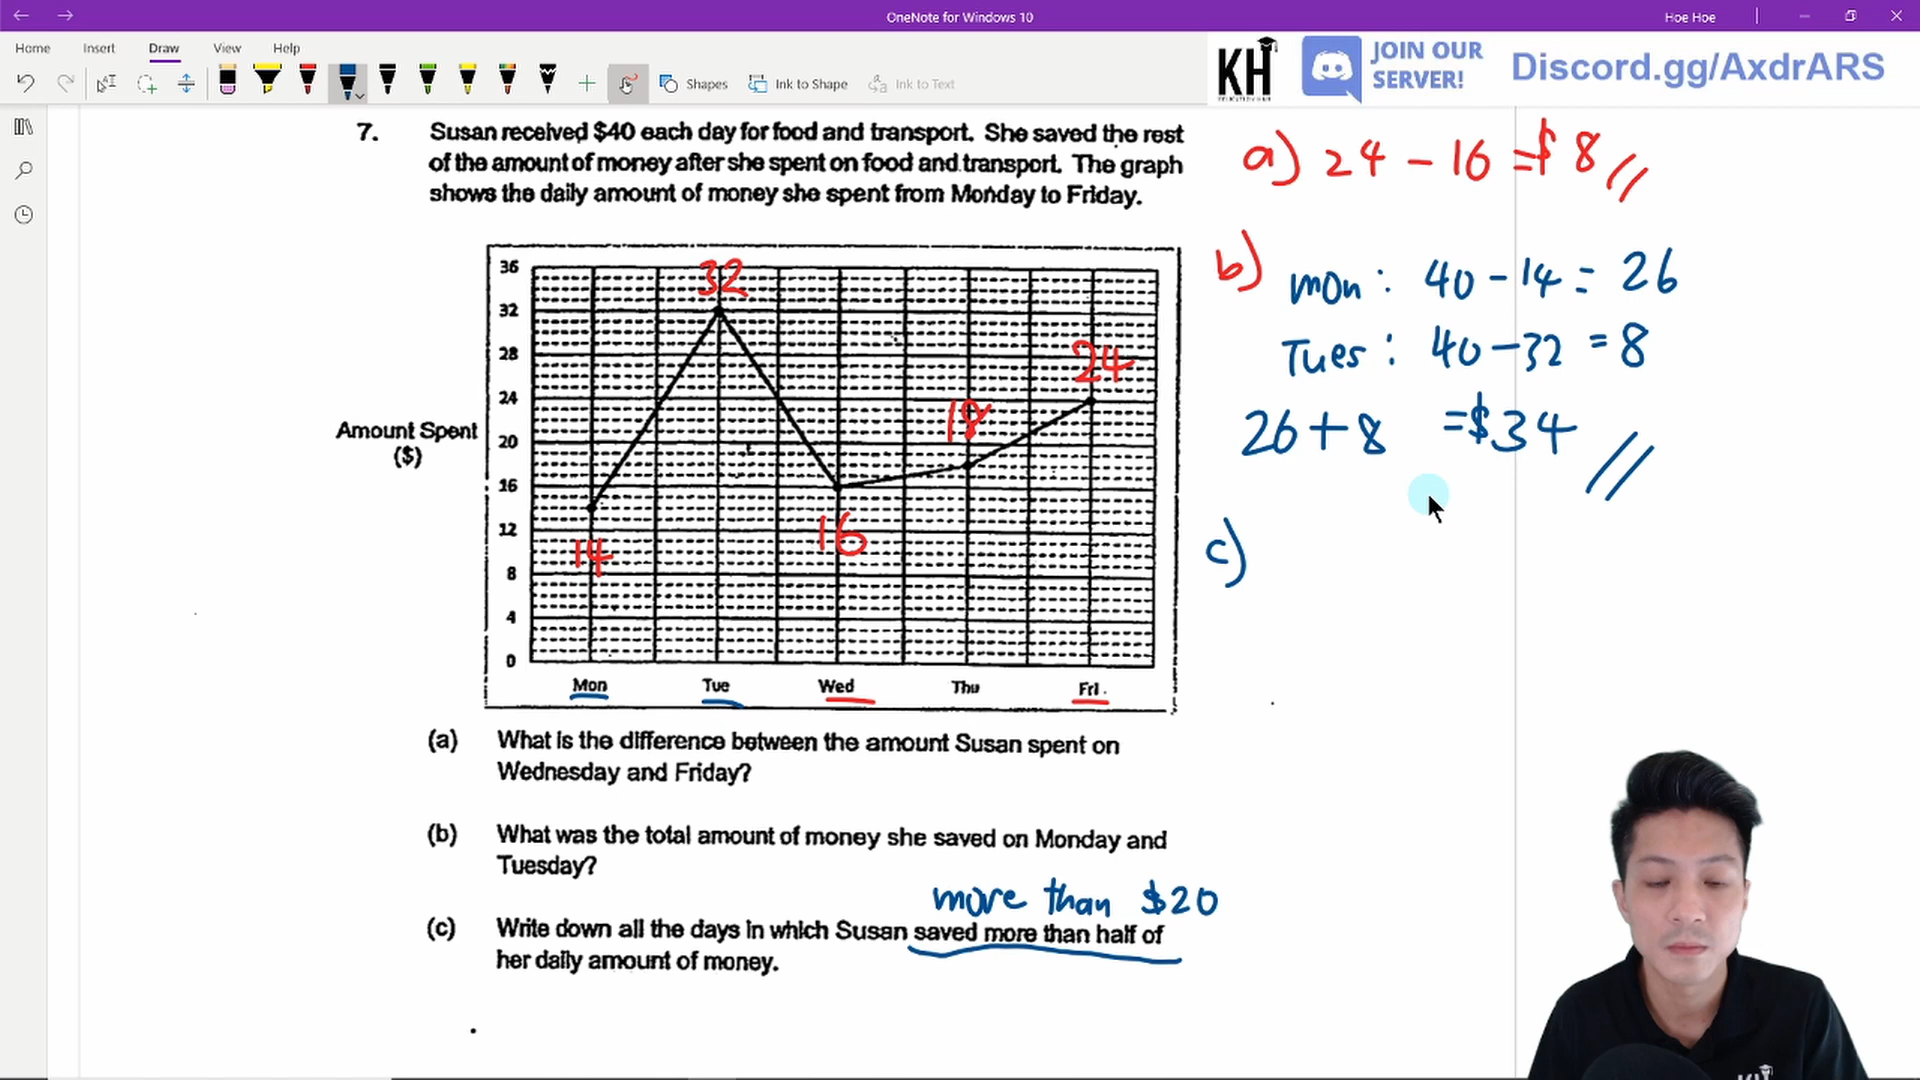 OneNote for Windows 10
Hoe Hoe
Home Insert Draw View Help
Shapes Ink to Shape Ink to Text
KH
JOIN OUR
SERVER!
Discord.gg/AxdrARS
7. Susan received $40 each day for food and transport. She saved the rest
of the amount of money after she spent on food and transport. The graph
shows the daily amount of money she spent from Monday to Friday.
Amount Spent
($)
36
32
28
24
20
16
12
8
4
0
32
24
18
16
14
Mon Tue Wed Thu Fri
(a) What is the difference between the amount Susan spent on
Wednesday and Friday?
(b) What was the total amount of money she saved on Monday and
Tuesday?
more than $20
(c) Write down all the days in which Susan saved more than half of
her daily amount of money.
a) 24 - 16 = $8
b) mon : 40 - 14 = 26
Tues : 40 - 32 = 8
26 + 8 = $34
c)
KH